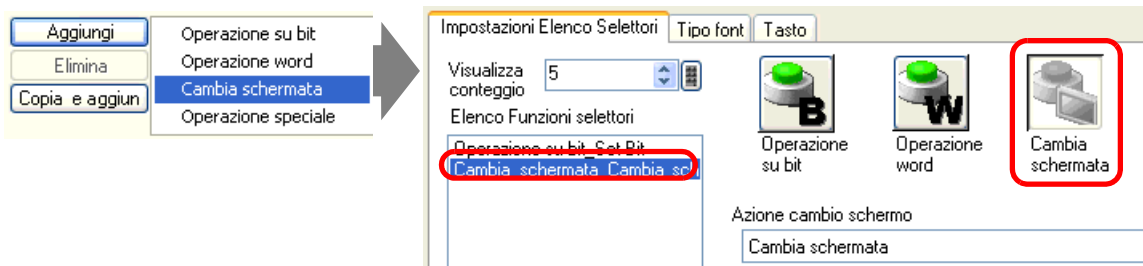 Aggiungi
Elimina
Copia e aggiun
Operazione su bit
Operazione word
Cambia schermata
Operazione speciale
Impostazioni Elenco Selettori
Tipo font
Tasto
Visualizza
conteggio
5
Elenco Funzioni selettori
Operazione su bit_Set Bit
Cambia schermata_Cambia sch
B
Operazione
su bit
W
Operazione
word
Cambia
schermata
Azione cambio schermo
Cambia schermata